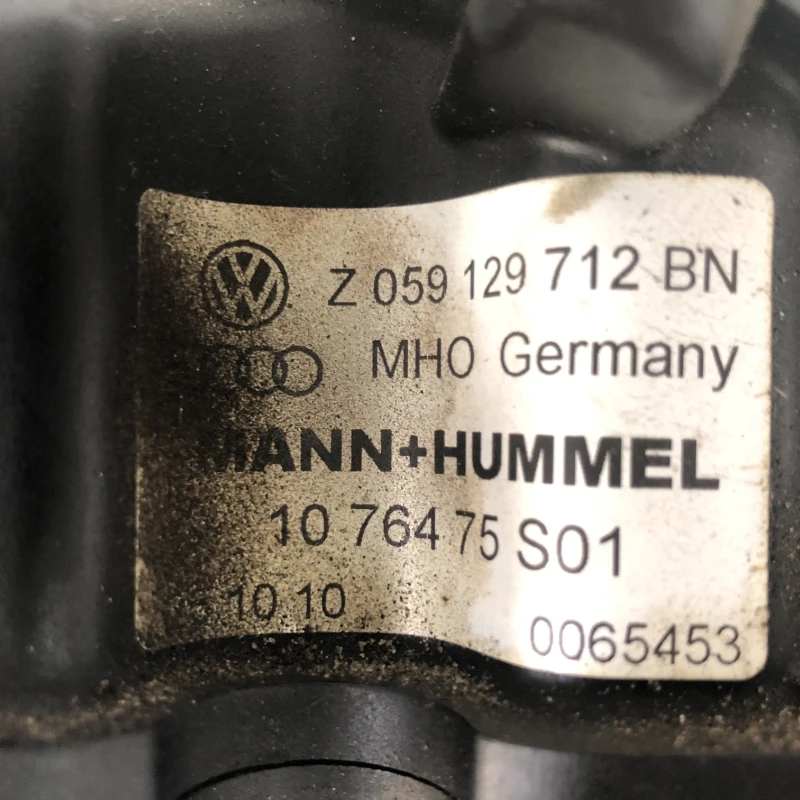 Z 059 129 712 BN
MHO Germany
MANN+HUMMEL
10 764 75 S01
10 10
0065453